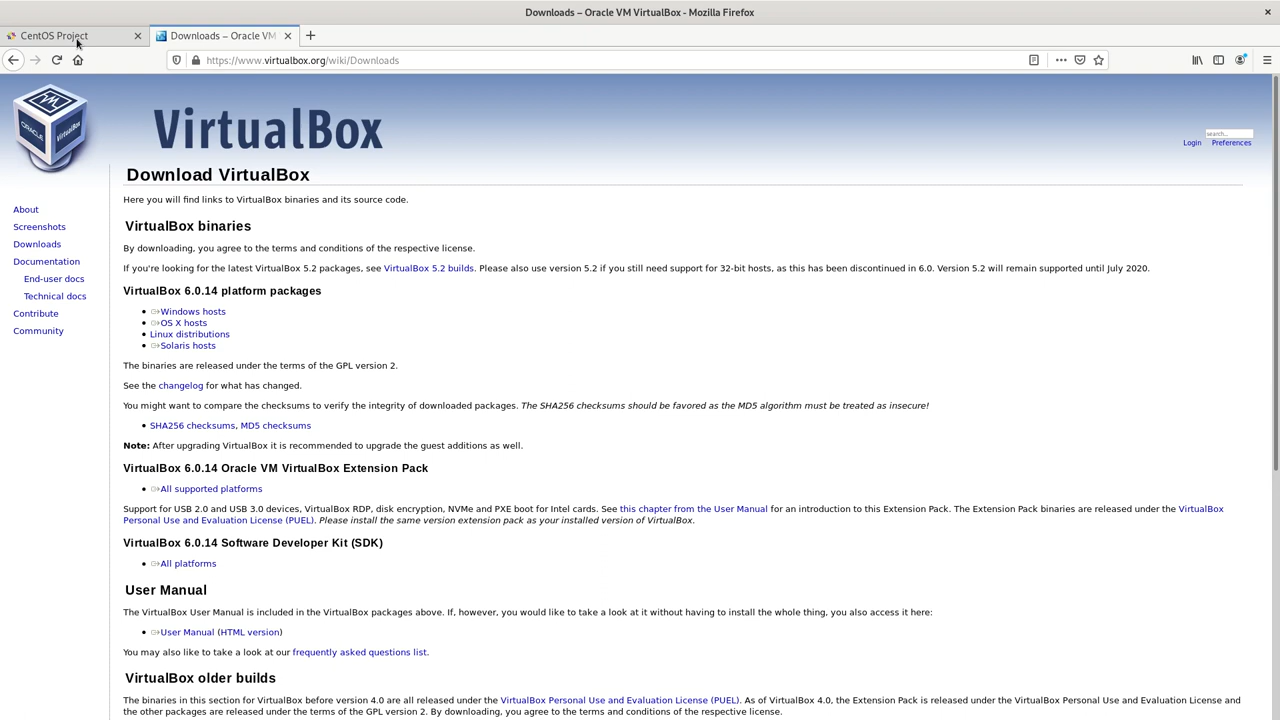 Downloads – Oracle VM VirtualBox - Mozilla Firefox
CentOS Project
Downloads – Oracle VM
https://www.virtualbox.org/wiki/Downloads
VM
ORACLE
VirtualBox
VirtualBox
search...
Login Preferences
About
Screenshots
Downloads
Documentation
End-user docs
Technical docs
Contribute
Community
Download VirtualBox
Here you will find links to VirtualBox binaries and its source code.
VirtualBox binaries
By downloading, you agree to the terms and conditions of the respective license.
If you're looking for the latest VirtualBox 5.2 packages, see VirtualBox 5.2 builds. Please also use version 5.2 if you still need support for 32-bit hosts, as this has been discontinued in 6.0. Version 5.2 will remain supported until July 2020.
VirtualBox 6.0.14 platform packages
Windows hosts
OS X hosts
Linux distributions
Solaris hosts
The binaries are released under the terms of the GPL version 2.
See the changelog for what has changed.
You might want to compare the checksums to verify the integrity of downloaded packages. The SHA256 checksums should be favored as the MD5 algorithm must be treated as insecure!
SHA256 checksums, MD5 checksums
Note: After upgrading VirtualBox it is recommended to upgrade the guest additions as well.
VirtualBox 6.0.14 Oracle VM VirtualBox Extension Pack
All supported platforms
Support for USB 2.0 and USB 3.0 devices, VirtualBox RDP, disk encryption, NVMe and PXE boot for Intel cards. See this chapter from the User Manual for an introduction to this Extension Pack. The Extension Pack binaries are released under the VirtualBox
Personal Use and Evaluation License (PUEL). Please install the same version extension pack as your installed version of VirtualBox.
VirtualBox 6.0.14 Software Developer Kit (SDK)
All platforms
User Manual
The VirtualBox User Manual is included in the VirtualBox packages above. If, however, you would like to take a look at it without having to install the whole thing, you also access it here:
User Manual (HTML version)
You may also like to take a look at our frequently asked questions list.
VirtualBox older builds
The binaries in this section for VirtualBox before version 4.0 are all released under the VirtualBox Personal Use and Evaluation License (PUEL). As of VirtualBox 4.0, the Extension Pack is released under the VirtualBox Personal Use and Evaluation License and
the other packages are released under the terms of the GPL version 2. By downloading, you agree to the terms and conditions of the respective license.